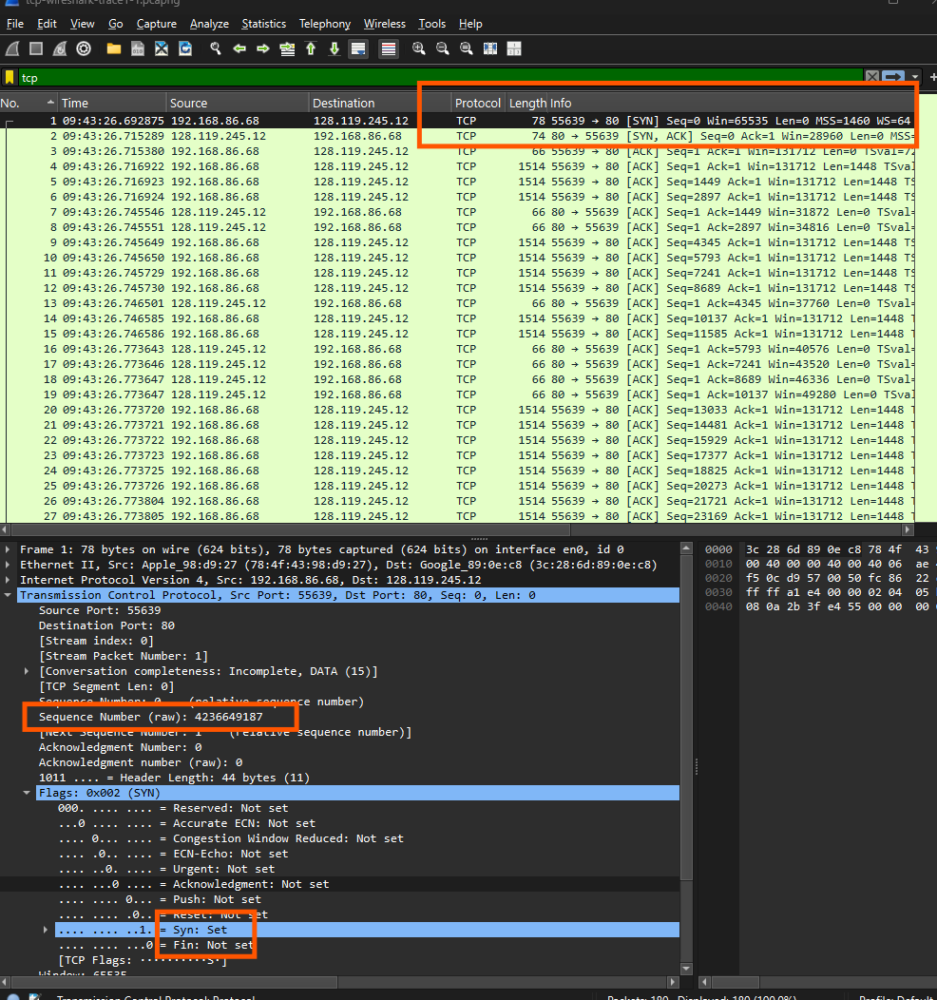 tcp-wireshark-trace1-1.pcapng
File Edit View Go Capture Analyze Statistics Telephony Wireless Tools Help
tcp
No. Time Source Destination Protocol Length Info
1 09:43:26.692875 192.168.86.68 128.119.245.12 TCP 78 55639 → 80 [SYN] Seq=0 Win=65535 Len=0 MSS=1460 WS=64
2 09:43:26.715289 128.119.245.12 192.168.86.68 TCP 74 80 → 55639 [SYN, ACK] Seq=0 Ack=1 Win=28960 Len=0 MSS=
3 09:43:26.715380 192.168.86.68 128.119.245.12 TCP 66 55639 → 80 [ACK] Seq=1 Ack=1 Win=131712 Len=0 TSval=72
4 09:43:26.716922 192.168.86.68 128.119.245.12 TCP 1514 55639 → 80 [ACK] Seq=1 Ack=1 Win=131712 Len=1448 TSval
5 09:43:26.716923 192.168.86.68 128.119.245.12 TCP 1514 55639 → 80 [ACK] Seq=1449 Ack=1 Win=131712 Len=1448 TS
6 09:43:26.716924 192.168.86.68 128.119.245.12 TCP 1514 55639 → 80 [ACK] Seq=2897 Ack=1 Win=131712 Len=1448 TS
7 09:43:26.745546 128.119.245.12 192.168.86.68 TCP 66 80 → 55639 [ACK] Seq=1 Ack=1449 Win=31872 Len=0 TSval=
8 09:43:26.745551 128.119.245.12 192.168.86.68 TCP 66 80 → 55639 [ACK] Seq=1 Ack=2897 Win=34816 Len=0 TSval=
9 09:43:26.745649 192.168.86.68 128.119.245.12 TCP 1514 55639 → 80 [ACK] Seq=4345 Ack=1 Win=131712 Len=1448 TS
10 09:43:26.745650 192.168.86.68 128.119.245.12 TCP 1514 55639 → 80 [ACK] Seq=5793 Ack=1 Win=131712 Len=1448 TS
11 09:43:26.745729 192.168.86.68 128.119.245.12 TCP 1514 55639 → 80 [ACK] Seq=7241 Ack=1 Win=131712 Len=1448 TS
12 09:43:26.745730 192.168.86.68 128.119.245.12 TCP 1514 55639 → 80 [ACK] Seq=8689 Ack=1 Win=131712 Len=1448 TS
13 09:43:26.746501 128.119.245.12 192.168.86.68 TCP 66 80 → 55639 [ACK] Seq=1 Ack=4345 Win=37760 Len=0 TSval=
14 09:43:26.746585 192.168.86.68 128.119.245.12 TCP 1514 55639 → 80 [ACK] Seq=10137 Ack=1 Win=131712 Len=1448 T
15 09:43:26.746586 192.168.86.68 128.119.245.12 TCP 1514 55639 → 80 [ACK] Seq=11585 Ack=1 Win=131712 Len=1448 T
16 09:43:26.773643 128.119.245.12 192.168.86.68 TCP 66 80 → 55639 [ACK] Seq=1 Ack=5793 Win=40576 Len=0 TSval=
17 09:43:26.773646 128.119.245.12 192.168.86.68 TCP 66 80 → 55639 [ACK] Seq=1 Ack=7241 Win=43520 Len=0 TSval=
18 09:43:26.773647 128.119.245.12 192.168.86.68 TCP 66 80 → 55639 [ACK] Seq=1 Ack=8689 Win=46336 Len=0 TSval=
19 09:43:26.773647 128.119.245.12 192.168.86.68 TCP 66 80 → 55639 [ACK] Seq=1 Ack=10137 Win=49280 Len=0 TSval
20 09:43:26.773720 192.168.86.68 128.119.245.12 TCP 1514 55639 → 80 [ACK] Seq=13033 Ack=1 Win=131712 Len=1448 T
21 09:43:26.773721 192.168.86.68 128.119.245.12 TCP 1514 55639 → 80 [ACK] Seq=14481 Ack=1 Win=131712 Len=1448 T
22 09:43:26.773722 192.168.86.68 128.119.245.12 TCP 1514 55639 → 80 [ACK] Seq=15929 Ack=1 Win=131712 Len=1448 T
23 09:43:26.773723 192.168.86.68 128.119.245.12 TCP 1514 55639 → 80 [ACK] Seq=17377 Ack=1 Win=131712 Len=1448 T
24 09:43:26.773725 192.168.86.68 128.119.245.12 TCP 1514 55639 → 80 [ACK] Seq=18825 Ack=1 Win=131712 Len=1448 T
25 09:43:26.773726 192.168.86.68 128.119.245.12 TCP 1514 55639 → 80 [ACK] Seq=20273 Ack=1 Win=131712 Len=1448 T
26 09:43:26.773804 192.168.86.68 128.119.245.12 TCP 1514 55639 → 80 [ACK] Seq=21721 Ack=1 Win=131712 Len=1448 T
27 09:43:26.773805 192.168.86.68 128.119.245.12 TCP 1514 55639 → 80 [ACK] Seq=23169 Ack=1 Win=131712 Len=1448 T
Frame 1: 78 bytes on wire (624 bits), 78 bytes captured (624 bits) on interface en0, id 0
Ethernet II, Src: Apple_98:d9:27 (78:4f:43:98:d9:27), Dst: Google_89:0e:c8 (3c:28:6d:89:0e:c8)
Internet Protocol Version 4, Src: 192.168.86.68, Dst: 128.119.245.12
Transmission Control Protocol, Src Port: 55639, Dst Port: 80, Seq: 0, Len: 0
Source Port: 55639
Destination Port: 80
[Stream index: 0]
[Stream Packet Number: 1]
[Conversation completeness: Incomplete, DATA (15)]
[TCP Segment Len: 0]
Sequence Number: 0 (relative sequence number)
Sequence Number (raw): 4236649187
[Next Sequence Number: 1 (relative sequence number)]
Acknowledgment Number: 0
Acknowledgment number (raw): 0
1011 .... = Header Length: 44 bytes (11)
Flags: 0x002 (SYN)
000. .... .... = Reserved: Not set
...0 .... .... = Accurate ECN: Not set
.... 0... .... = Congestion Window Reduced: Not set
.... .0.. .... = ECN-Echo: Not set
.... ..0. .... = Urgent: Not set
.... ...0 .... = Acknowledgment: Not set
.... .... 0... = Push: Not set
.... .... .0.. = Reset: Not set
.... .... ..1. = Syn: Set
.... .... ...0 = Fin: Not set
[TCP Flags: ··········S·]
Window: 65535
0000 3c 28 6d 89 0e c8 78 4f 43
0010 00 40 00 00 40 00 40 06 ae
0020 f5 0c d9 57 00 50 fc 86 22
0030 ff ff a1 e4 00 00 02 04 05
0040 08 0a 2b 3f e4 55 00 00 00
Transmission Control Protocol: Protocol
Packets: 180 Displayed: 180 (100.0%)
Profile: Default